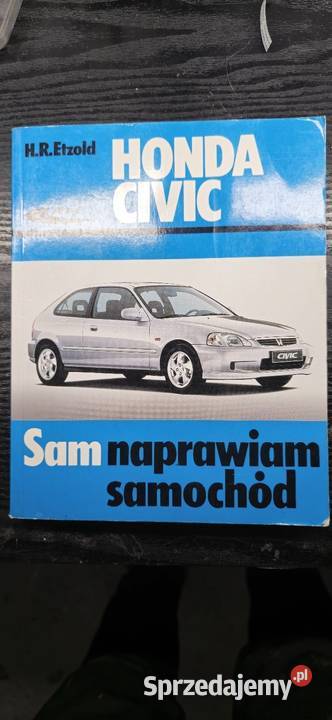 H.R.Etzold
HONDA
CIVIC
CIVIC
Sam naprawiam
samochód
Sprzedajemy.pl